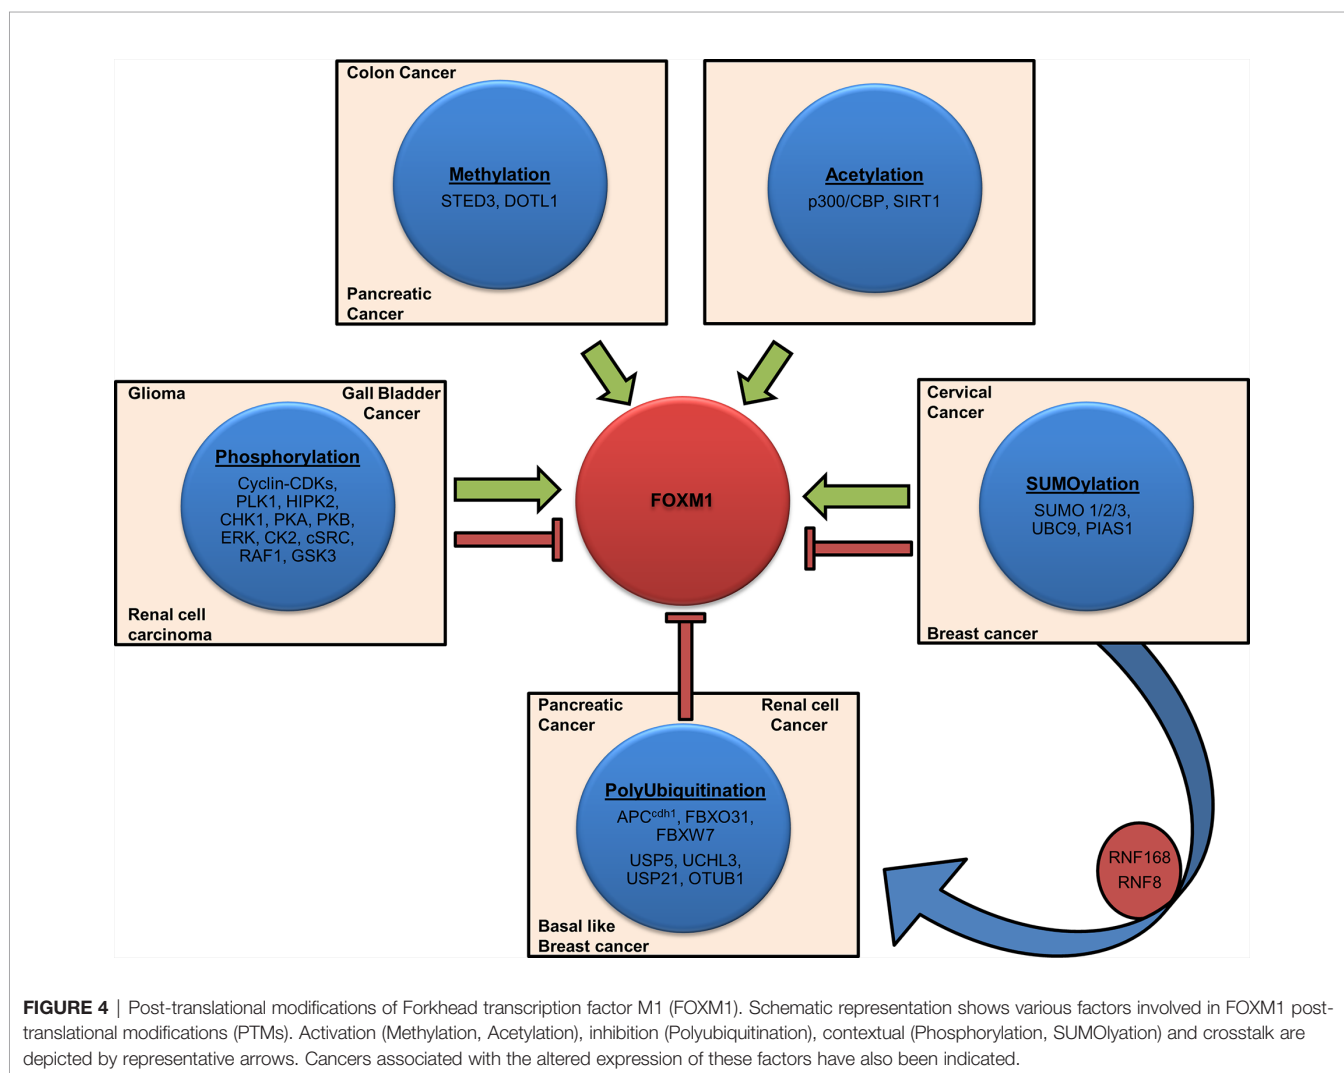 Colon Cancer
Methylation
STED3, DOTL1
Pancreatic
Cancer
Acetylation
p300/CBP, SIRT1
Glioma
Gall Bladder
Cancer
Phosphorylation
Cyclin-CDKs,
PLK1, HIPK2,
CHK1, PKA, PKB,
ERK, CK2, cSRC,
RAF1, GSK3
Renal cell
carcinoma
FOXM1
Cervical
Cancer
SUMOylation
SUMO 1/2/3,
UBC9, PIAS1
Breast cancer
Pancreatic
Cancer
Renal cell
Cancer
PolyUbiquitination
APCcdh1, FBXO31,
FBXW7
USP5, UCHL3,
USP21, OTUB1
Basal like
Breast cancer
RNF168
RNF8
FIGURE 4 | Post-translational modifications of Forkhead transcription factor M1 (FOXM1). Schematic representation shows various factors involved in FOXM1 post-
translational modifications (PTMs). Activation (Methylation, Acetylation), inhibition (Polyubiquitination), contextual (Phosphorylation, SUMOlyation) and crosstalk are
depicted by representative arrows. Cancers associated with the altered expression of these factors have also been indicated.